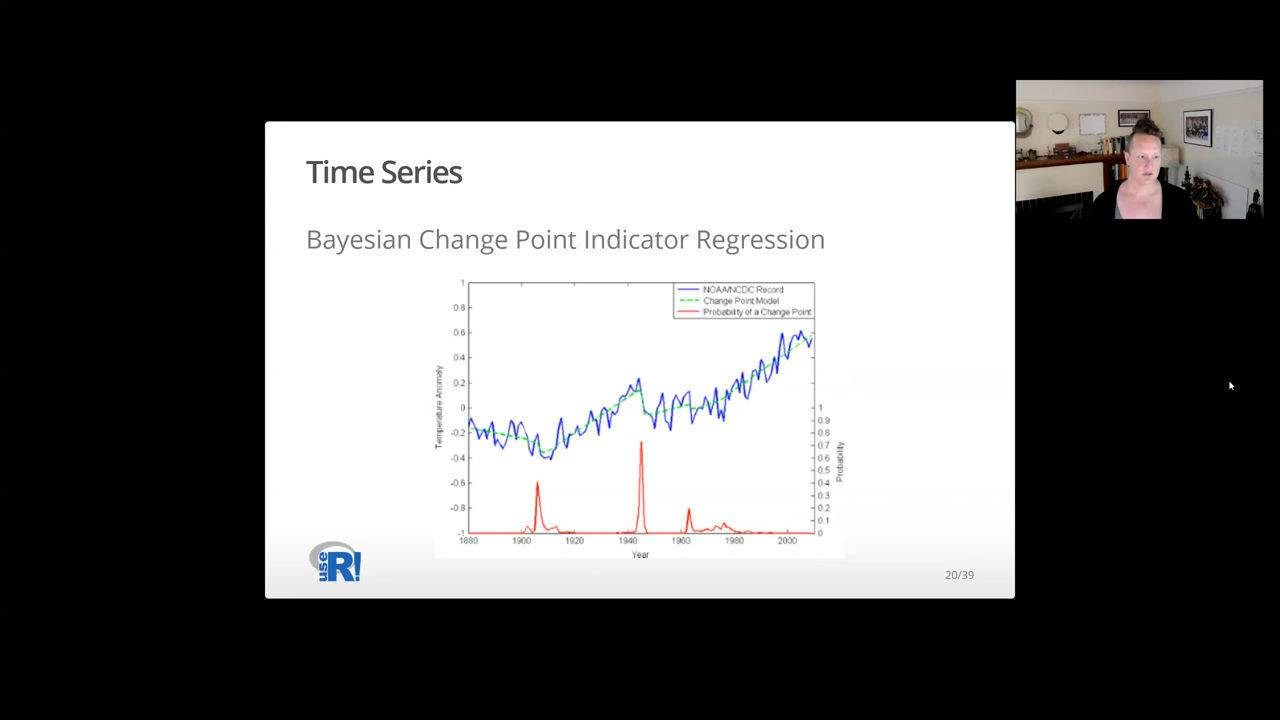 Time Series
Bayesian Change Point Indicator Regression
NOAA/NCDC Record
Change Point Model
Probability of a Change Point
1
0.8
0.6
0.4
0.2
0
-0.2
-0.4
-0.6
-0.8
-1
Temperature Anomaly
1
0.9
0.8
0.7
0.6
0.5
0.4
0.3
0.2
0.1
0
Probability
1880 1900 1920 1940 1960 1980 2000
Year
use R!
20/39